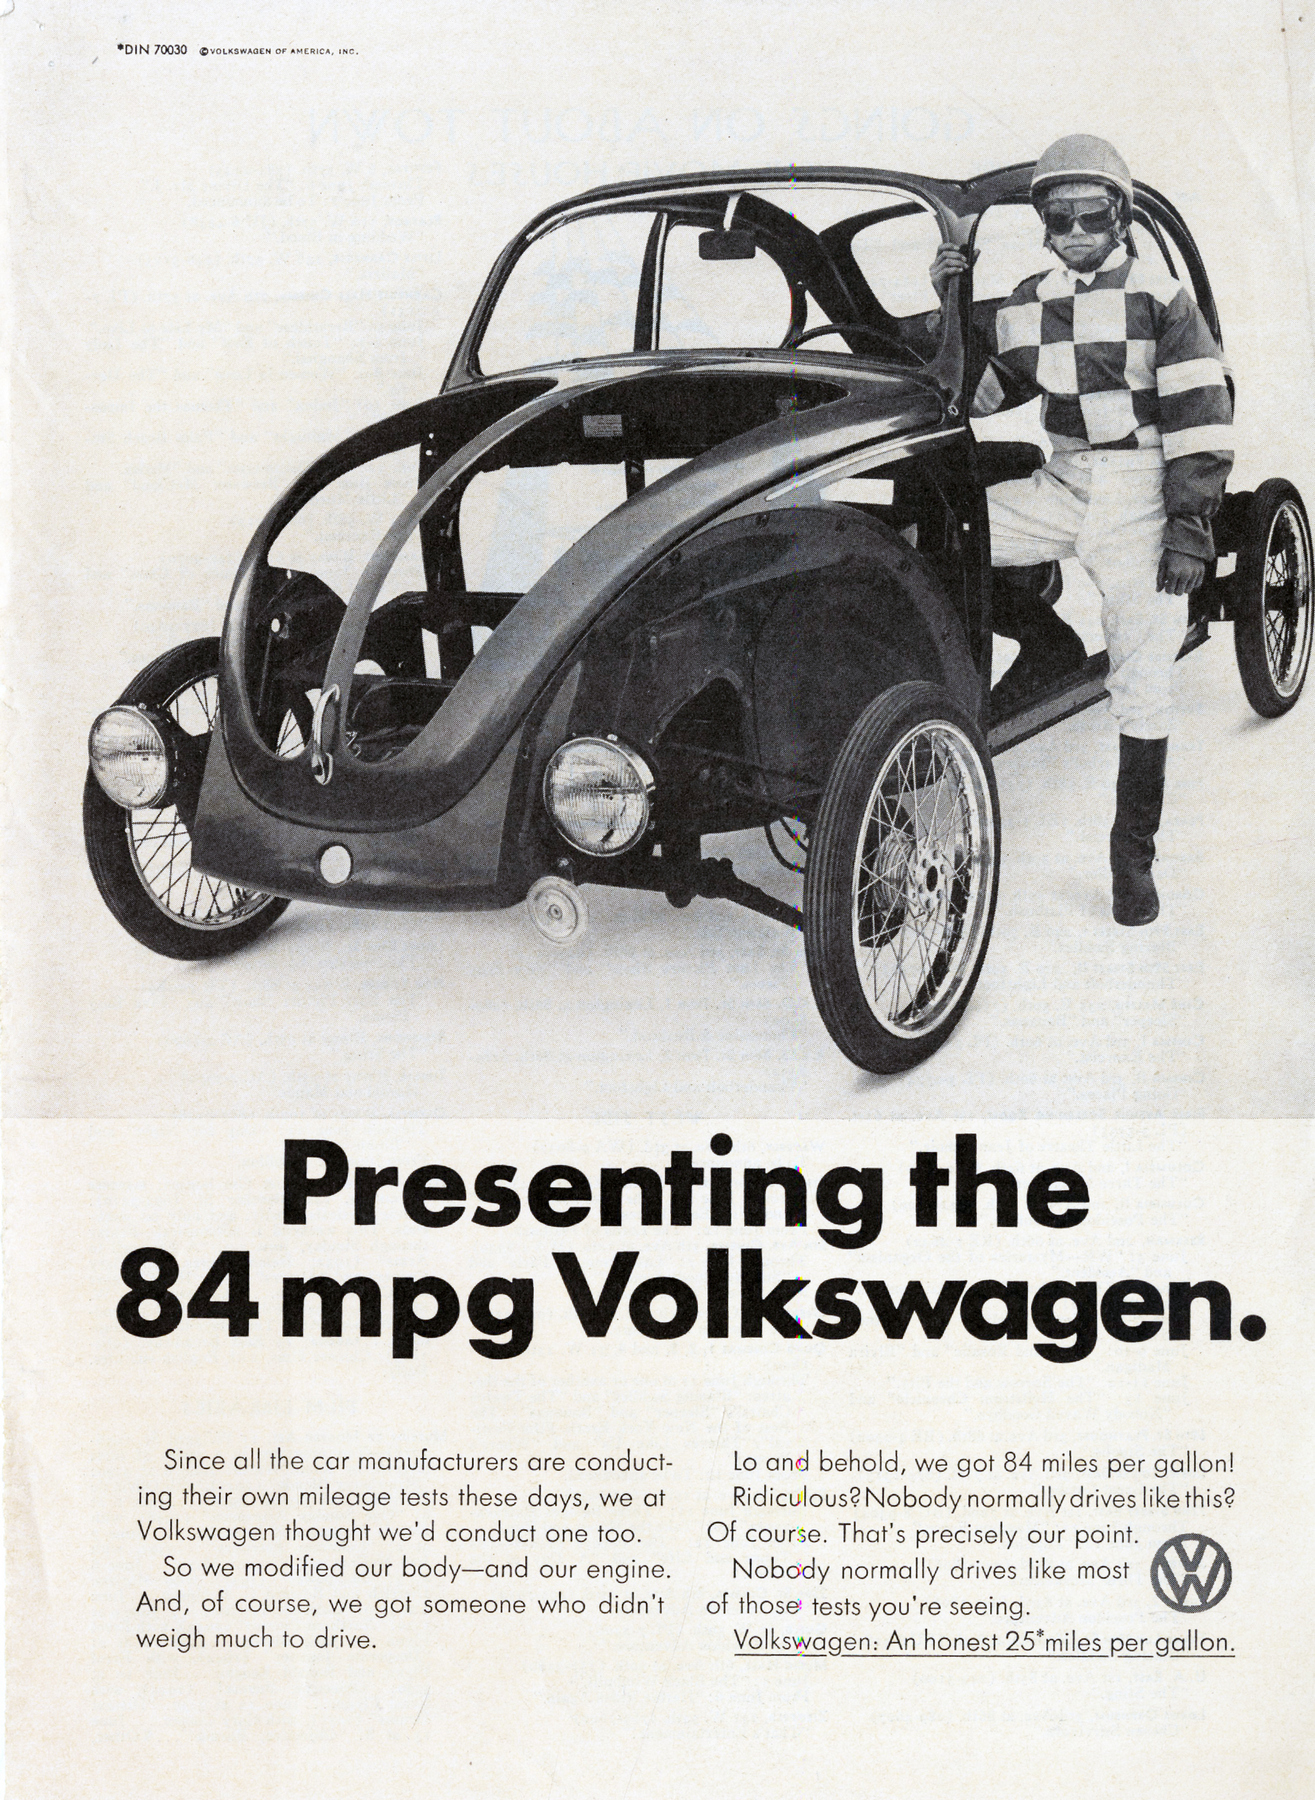 *DIN 70030 ©VOLKSWAGEN OF AMERICA, INC.
Presenting the
84 mpg Volkswagen.
Since all the car manufacturers are conduct-
ing their own mileage tests these days, we at
Volkswagen thought we'd conduct one too.
So we modified our body—and our engine.
And, of course, we got someone who didn't
weigh much to drive.
Lo and behold, we got 84 miles per gallon!
Ridiculous? Nobody normally drives like this?
Of course. That's precisely our point.
Nobody normally drives like most
of those tests you're seeing.
Volkswagen: An honest 25*miles per gallon.
VW